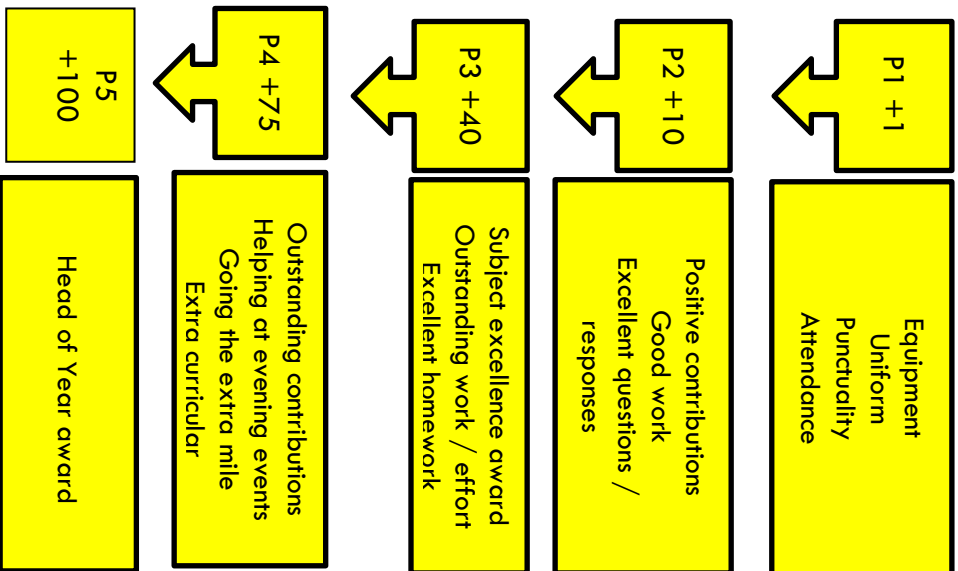 P1 +1
Equipment
Uniform
Punctuality
Attendance
P2 +10
Positive contributions
Good work
Excellent questions /
responses
P3 +40
Subject excellence award
Outstanding work / effort
Excellent homework
P4 +75
Outstanding contributions
Helping at evening events
Going the extra mile
Extra curricular
P5
+100
Head of Year award